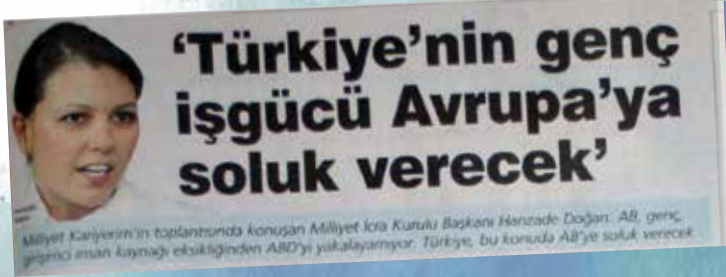 ‘Türkiye’nin genç
işgücü Avrupa’ya
soluk verecek’
Milliyet Kariyerim'in toplantısında konuşan Milliyet İcra Kurulu Başkanı Hanzade Doğan: AB, genç,
girişimci insan kaynağı eksikliğinden ABD'yi yakalayamıyor. Türkiye, bu konuda AB'ye soluk verecek